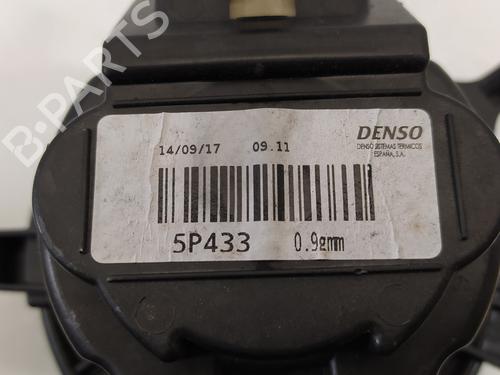 14/09/17 09.11 DENSO
DENSO SISTEMAS TERMICOS
ESPAÑA, S.A.
5P433 0.9gmm
B-PARTS